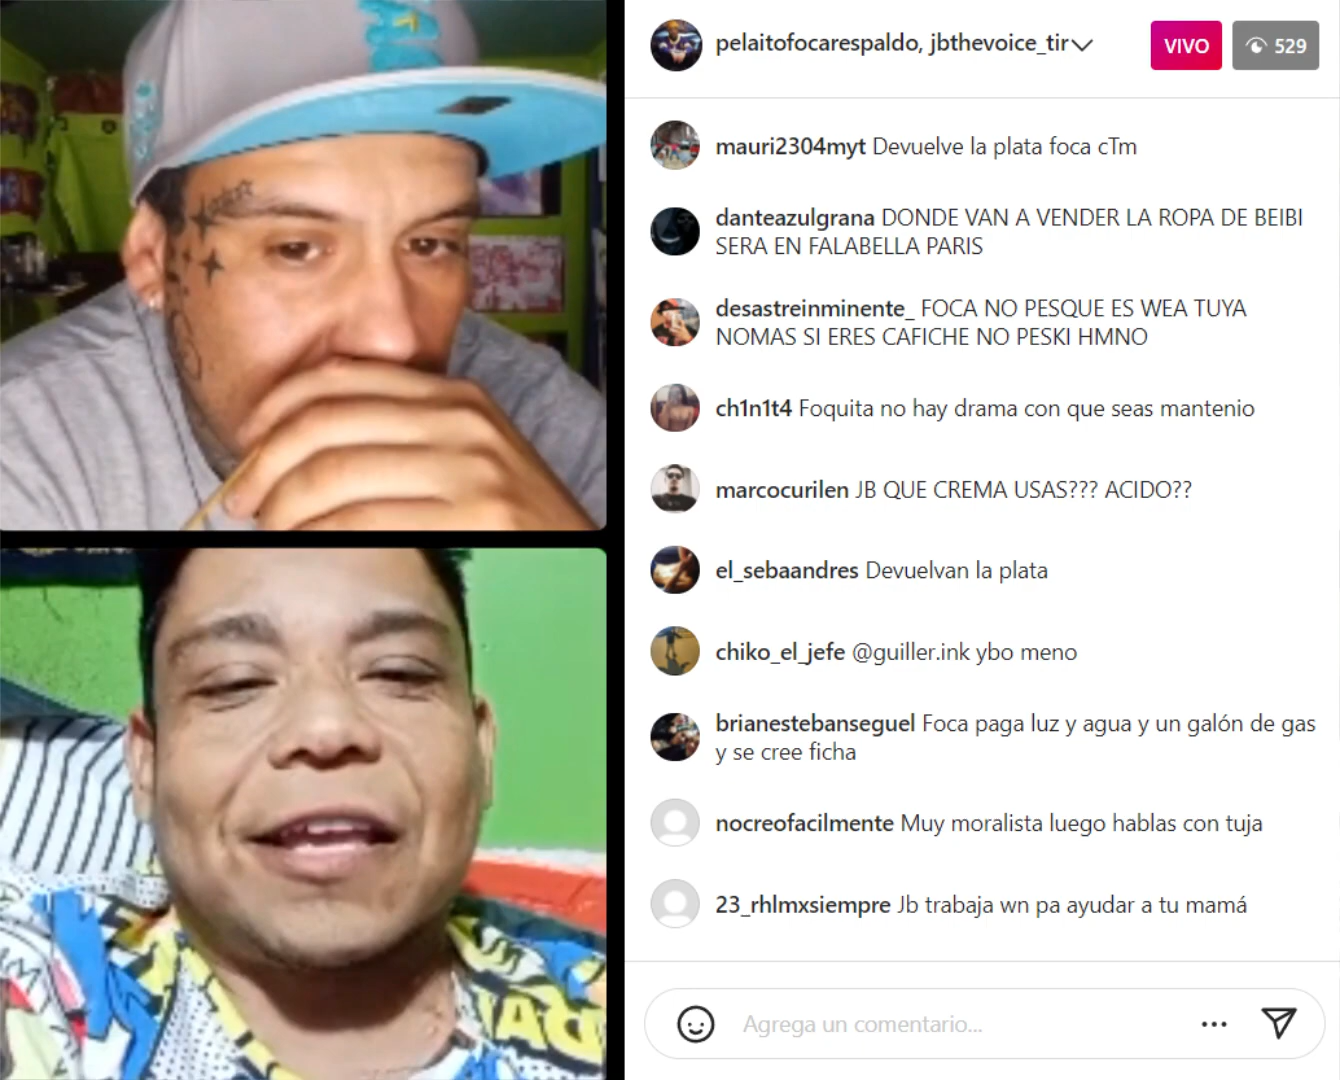 pelaitofocarespaldo, jbthevoice_tir
VIVO
529
mauri2304myt Devuelve la plata foca cTm
danteazulgrana DONDE VAN A VENDER LA ROPA DE BEIBI
SERA EN FALABELLA PARIS
desastreinminente_ FOCA NO PESQUE ES WEA TUYA
NOMAS SI ERES CAFICHE NO PESKI HMNO
ch1n1t4 Foquita no hay drama con que seas mantenio
marcocurilen JB QUE CREMA USAS??? ACIDO??
el_sebaandres Devuelvan la plata
chiko_el_jefe @guiller.ink ybo meno
brianestebanseguel Foca paga luz y agua y un galón de gas
y se cree ficha
nocreofacilmente Muy moralista luego hablas con tuja
23_rhlmxsiempre Jb trabaja wn pa ayudar a tu mamá
Agrega un comentario...